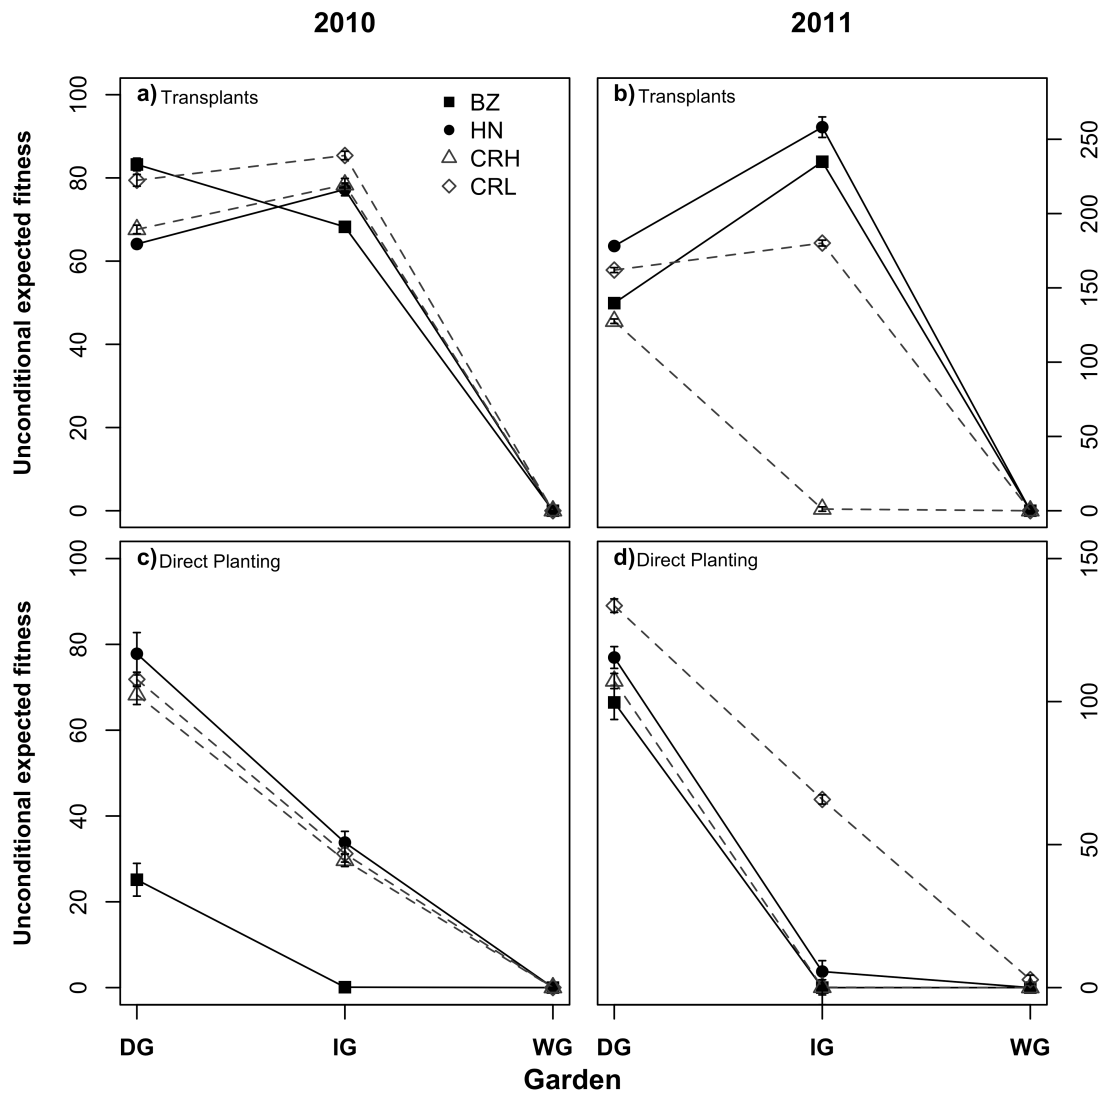 2010 2011
a) Transplants
BZ
HN
CRH
CRL
b) Transplants
Unconditional expected fitness
100
80
60
40
20
0
250
200
150
100
50
0
c) Direct Planting
d) Direct Planting
Unconditional expected fitness
100
80
60
40
20
0
150
100
50
0
DG IG WG DG IG WG
Garden